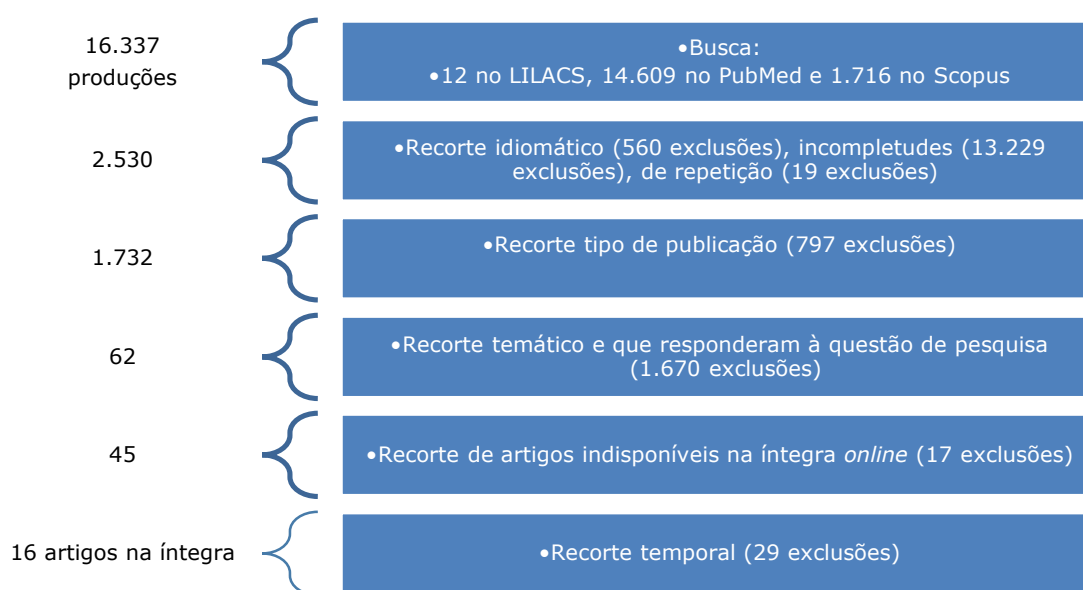 16.337
produções
•Busca:
•12 no LILACS, 14.609 no PubMed e 1.716 no Scopus
2.530
•Recorte idiomático (560 exclusões), incompletudes (13.229
exclusões), de repetição (19 exclusões)
1.732
•Recorte tipo de publicação (797 exclusões)
62
•Recorte temático e que responderam à questão de pesquisa
(1.670 exclusões)
45
•Recorte de artigos indisponíveis na íntegra online (17 exclusões)
16 artigos na íntegra
•Recorte temporal (29 exclusões)